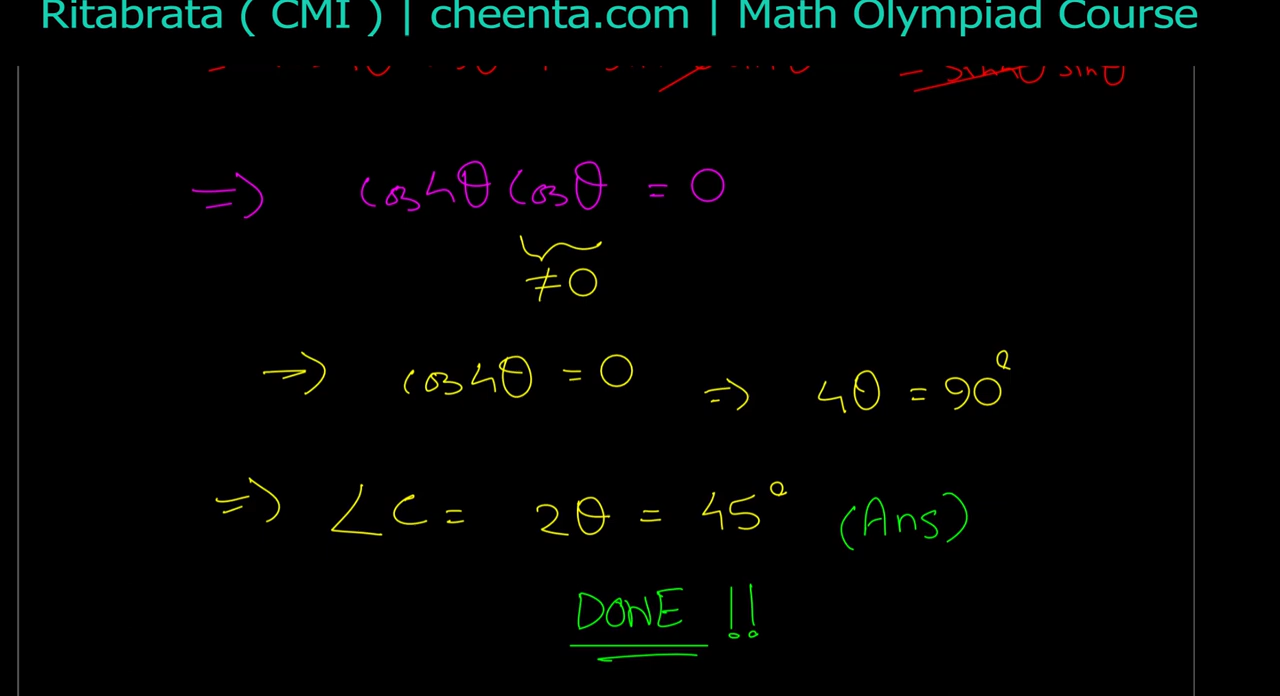 Ritabrata ( CMI ) | cheenta.com | Math Olympiad Course
⇒ cos4θ cosθ = 0
≠0
⇒ cos4θ = 0 ⇒ 4θ = 90°
⇒ ∠C = 2θ = 45° (Ans)
DONE !!